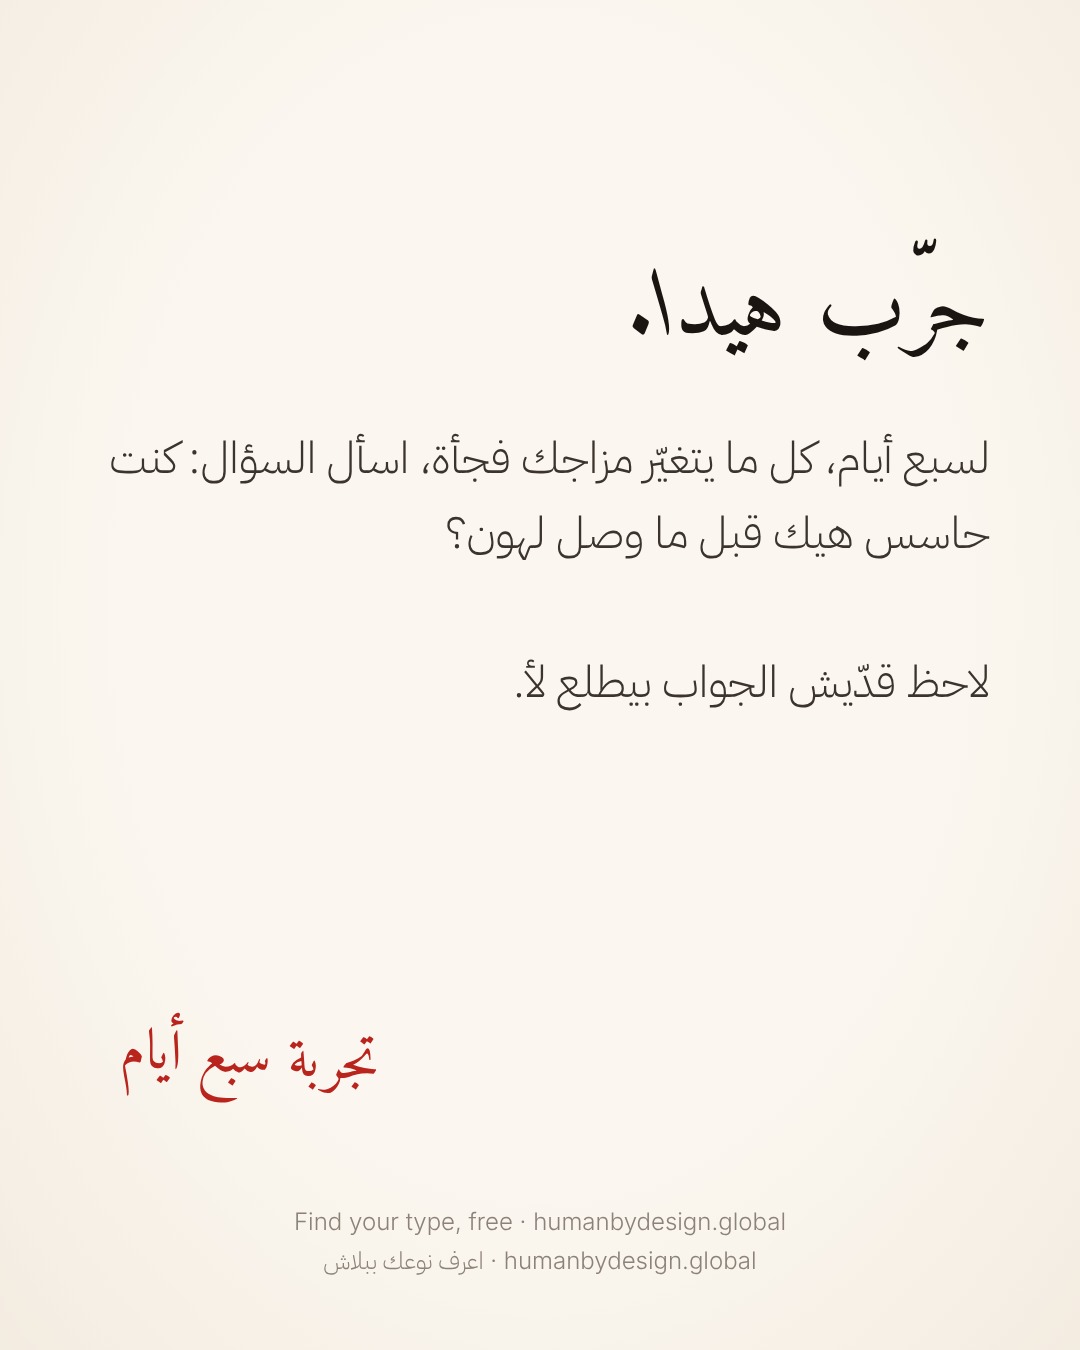 جرّب هيدا.
لسبع أيام، كل ما يتغيّر مزاجك فجأة، اسأل السؤال: كنت
حاسس هيك قبل ما وصل لهون؟
لاحظ قدّيش الجواب بيطلع لأ.
تجربة سبع أيام
Find your type, free · humanbydesign.global
اعرف نوعك ببلاش · humanbydesign.global